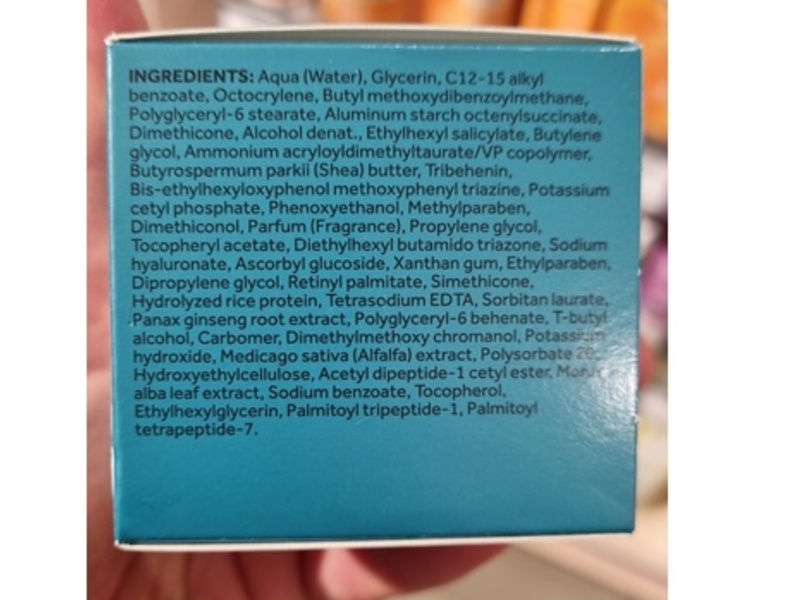 INGREDIENTS: Aqua (Water), Glycerin, C12-15 alkyl
benzoate, Octocrylene, Butyl methoxydibenzoylmethane,
Polyglyceryl-6 stearate, Aluminum starch octenylsuccinate,
Dimethicone, Alcohol denat., Ethylhexyl salicylate, Butylene
glycol, Ammonium acryloyldimethyltaurate/VP copolymer,
Butyrospermum parkii (Shea) butter, Tribehenin,
Bis-ethylhexyloxyphenol methoxyphenyl triazine, Potassium
cetyl phosphate, Phenoxyethanol, Methylparaben,
Dimethiconol, Parfum (Fragrance), Propylene glycol,
Tocopheryl acetate, Diethylhexyl butamido triazone, Sodium
hyaluronate, Ascorbyl glucoside, Xanthan gum, Ethylparaben,
Dipropylene glycol, Retinyl palmitate, Simethicone,
Hydrolyzed rice protein, Tetrasodium EDTA, Sorbitan laurate,
Panax ginseng root extract, Polyglyceryl-6 behenate, T-butyl
alcohol, Carbomer, Dimethylmethoxy chromanol, Potassium
hydroxide, Medicago sativa (Alfalfa) extract, Polysorbate 20,
Hydroxyethylcellulose, Acetyl dipeptide-1 cetyl ester, Morus
alba leaf extract, Sodium benzoate, Tocopherol,
Ethylhexylglycerin, Palmitoyl tripeptide-1, Palmitoyl
tetrapeptide-7.